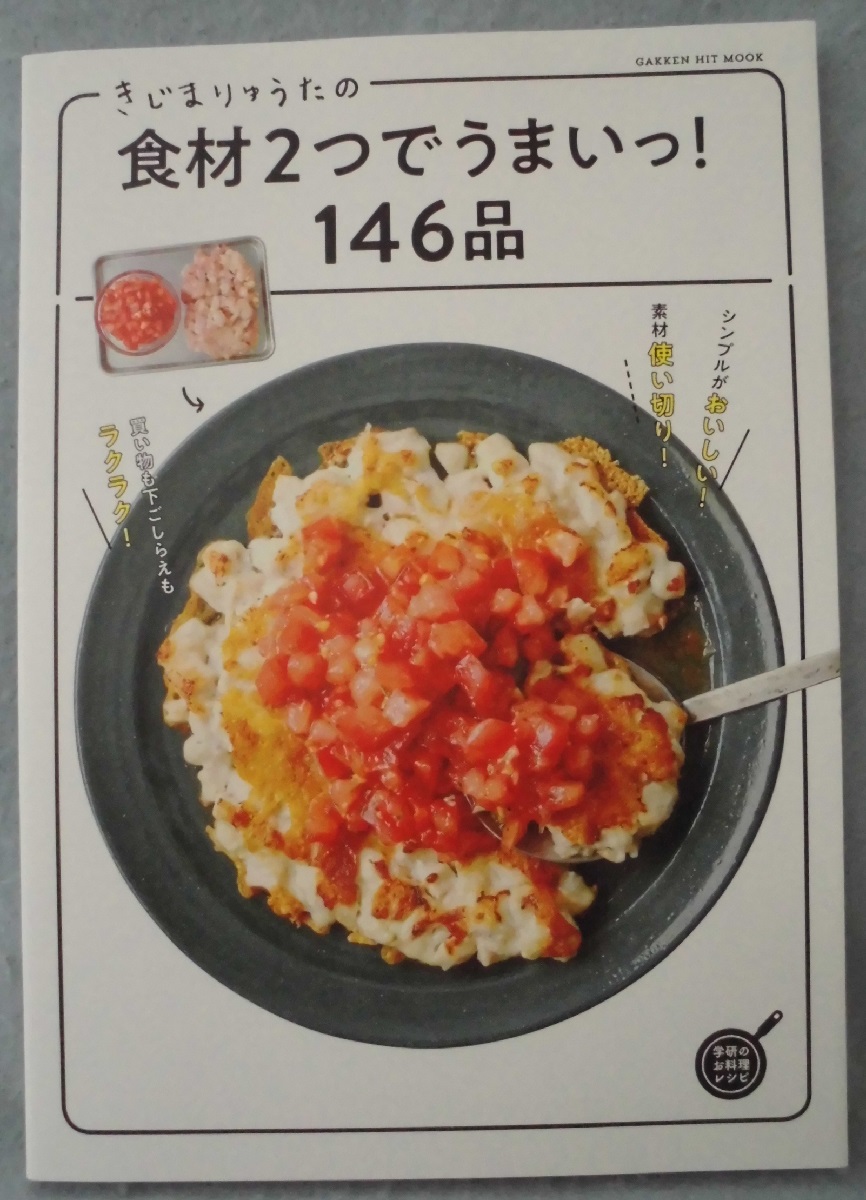 GAKKEN HIT MOOK
きじまりゅうたの
食材2つでうまいっ!
146品
シンプルがおいしい!
素材使い切り!
買い物も下ごしらえも
ラクラク!
学研の
お料理
レシピ